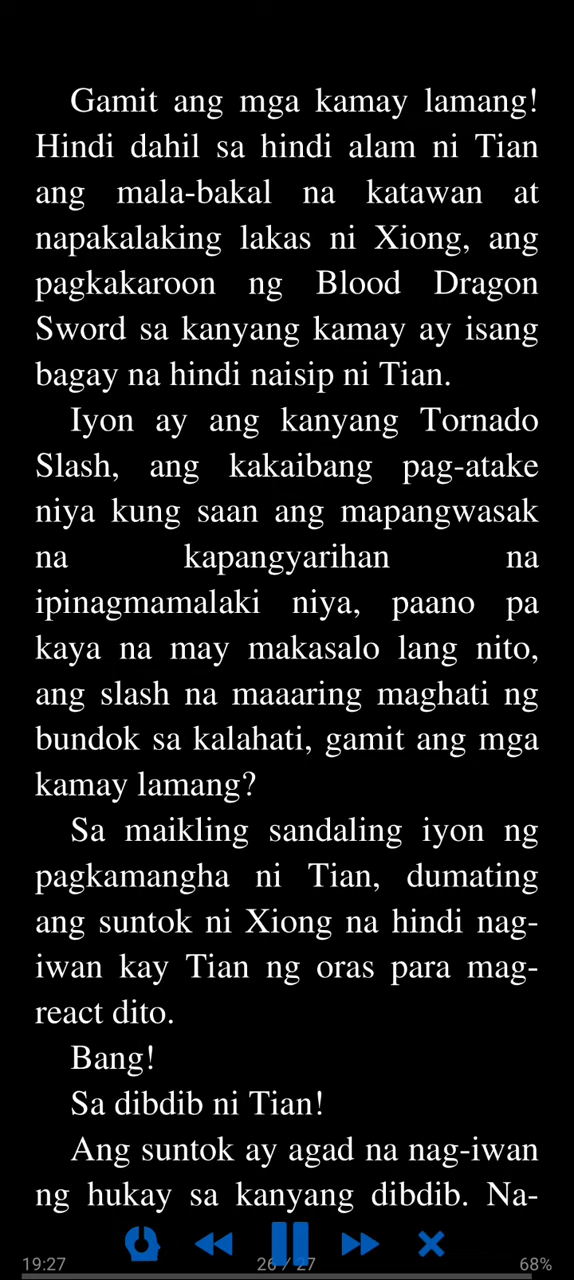 Gamit ang mga kamay lamang!
Hindi dahil sa hindi alam ni Tian
ang mala-bakal na katawan at
napakalaking lakas ni Xiong, ang
pagkakaroon ng Blood Dragon
Sword sa kanyang kamay ay isang
bagay na hindi naisip ni Tian.
Iyon ay ang kanyang Tornado
Slash, ang kakaibang pag-atake
niya kung saan ang mapangwasak
na kapangyarihan na
ipinagmamalaki niya, paano pa
kaya na may makasalo lang nito,
ang slash na maaaring maghati ng
bundok sa kalahati, gamit ang mga
kamay lamang?
Sa maikling sandaling iyon ng
pagkamangha ni Tian, dumating
ang suntok ni Xiong na hindi nag-
iwan kay Tian ng oras para mag-
react dito.
Bang!
Sa dibdib ni Tian!
Ang suntok ay agad na nag-iwan
ng hukay sa kanyang dibdib. Na-
19:27 26 / 27 68%